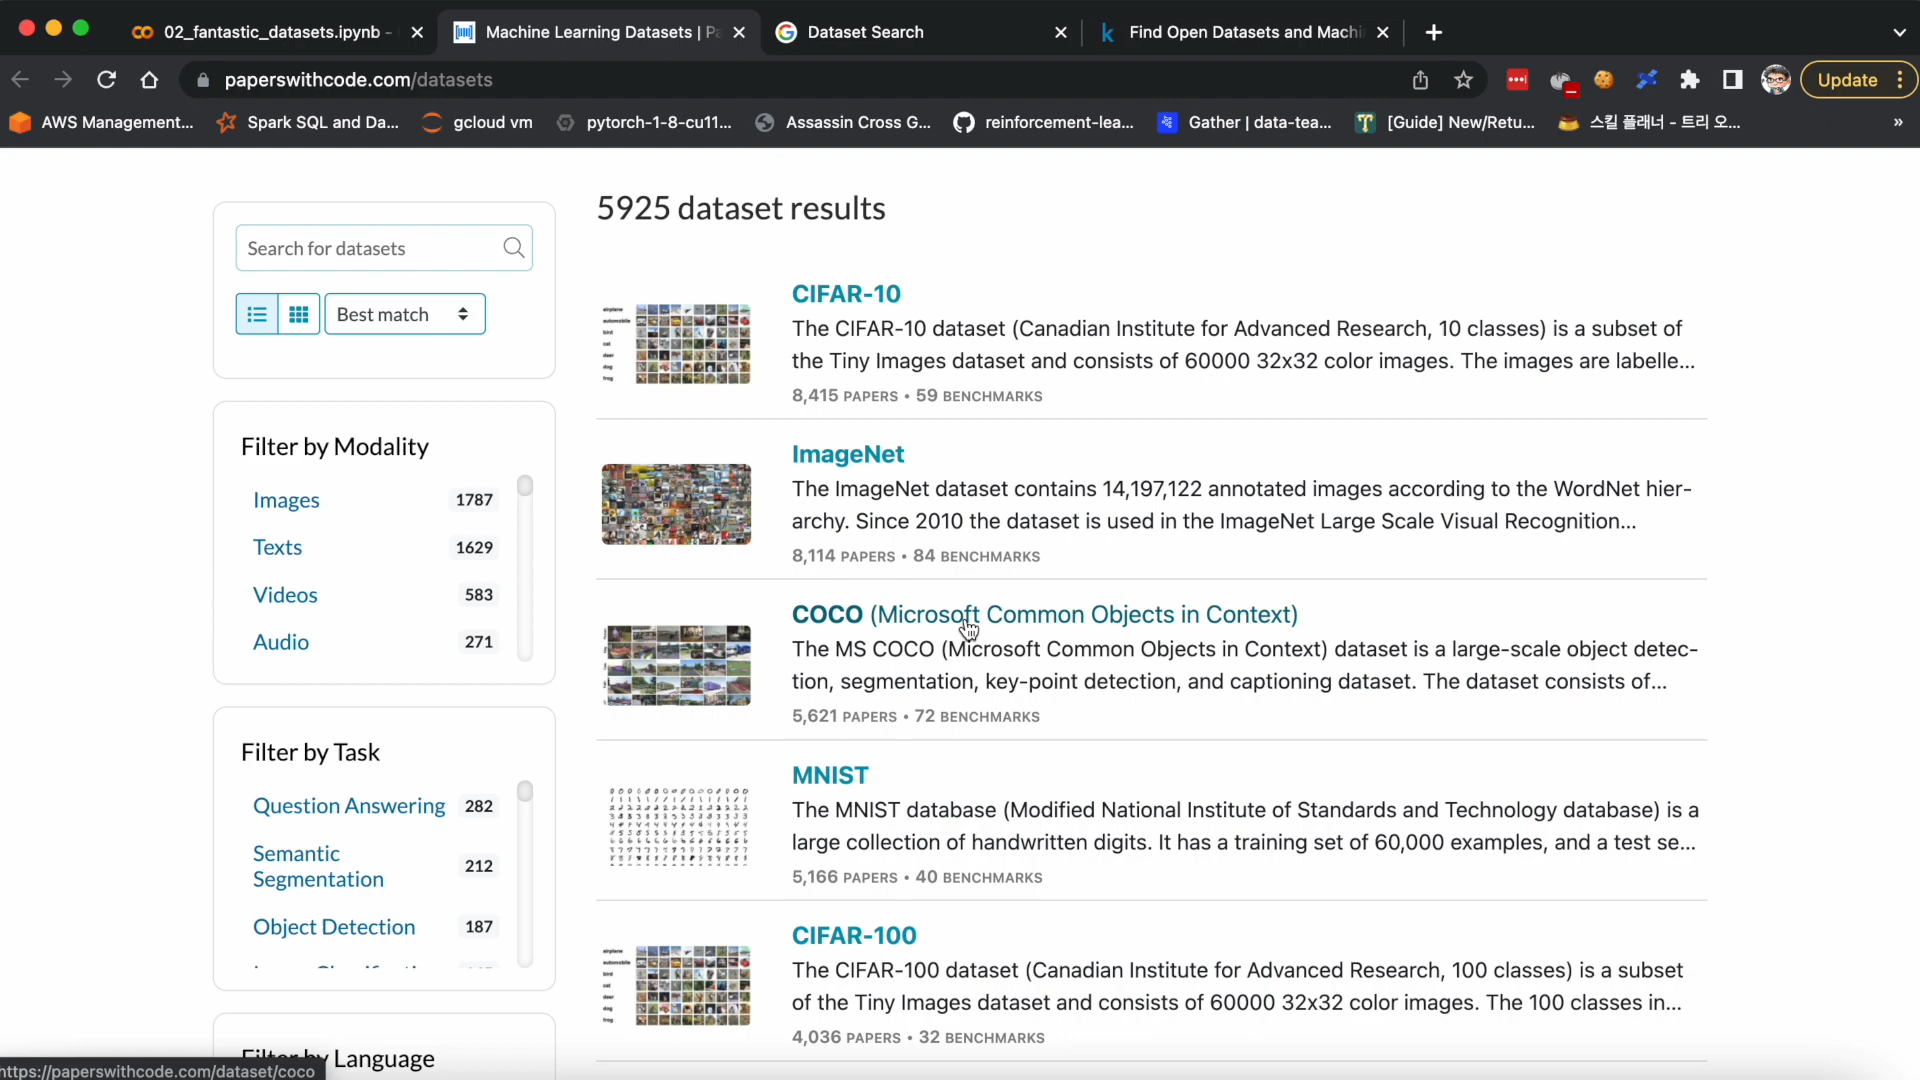 02_fantastic_datasets.ipynb -
Machine Learning Datasets | Pa
Dataset Search
Find Open Datasets and Machi
paperswithcode.com/datasets
Update
AWS Management...
Spark SQL and Da...
gcloud vm
pytorch-1-8-cu11...
Assassin Cross G...
reinforcement-lea...
Gather | data-tea...
[Guide] New/Retu...
스킬 플래너 - 트리 오...
»
Search for datasets
Best match
Filter by Modality
Images 1787
Texts 1629
Videos 583
Audio 271
Filter by Task
Question Answering 282
Semantic
Segmentation 212
Object Detection 187
Filter by Language
5925 dataset results
CIFAR-10
The CIFAR-10 dataset (Canadian Institute for Advanced Research, 10 classes) is a subset of
the Tiny Images dataset and consists of 60000 32x32 color images. The images are labelle...
8,415 PAPERS • 59 BENCHMARKS
ImageNet
The ImageNet dataset contains 14,197,122 annotated images according to the WordNet hier-
archy. Since 2010 the dataset is used in the ImageNet Large Scale Visual Recognition...
8,114 PAPERS • 84 BENCHMARKS
COCO (Microsoft Common Objects in Context)
The MS COCO (Microsoft Common Objects in Context) dataset is a large-scale object detec-
tion, segmentation, key-point detection, and captioning dataset. The dataset consists of...
5,621 PAPERS • 72 BENCHMARKS
MNIST
The MNIST database (Modified National Institute of Standards and Technology database) is a
large collection of handwritten digits. It has a training set of 60,000 examples, and a test se...
5,166 PAPERS • 40 BENCHMARKS
CIFAR-100
The CIFAR-100 dataset (Canadian Institute for Advanced Research, 100 classes) is a subset
of the Tiny Images dataset and consists of 60000 32x32 color images. The 100 classes in...
4,036 PAPERS • 32 BENCHMARKS
https://paperswithcode.com/dataset/coco